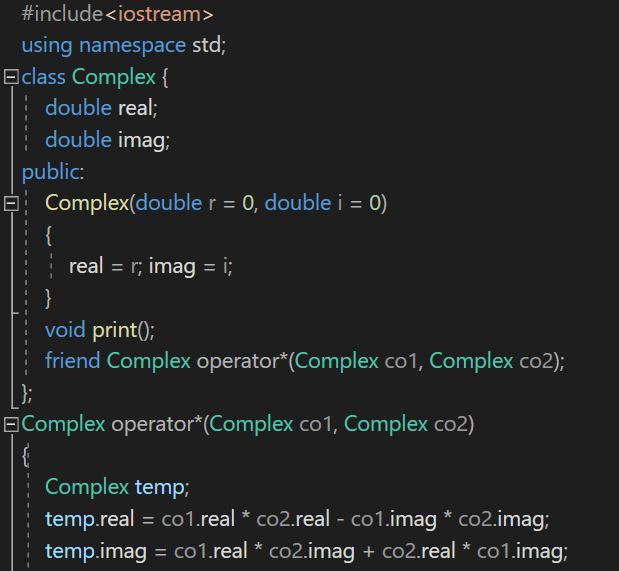 #include<iostream>
using namespace std;
class Complex {
double real;
double imag;
public:
Complex(double r = 0, double i = 0)
{
real = r; imag = i;
}
void print();
friend Complex operator*(Complex co1, Complex co2);
};
Complex operator*(Complex co1, Complex co2)
{
Complex temp;
temp.real = co1.real * co2.real - co1.imag * co2.imag;
temp.imag = co1.real * co2.imag + co2.real * co1.imag;